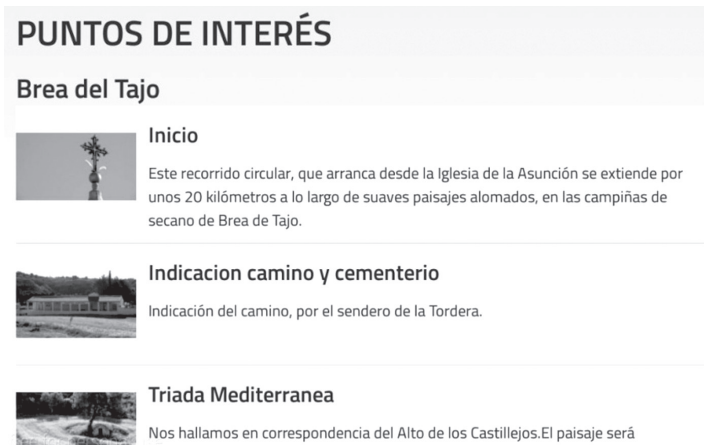 PUNTOS DE INTERÉS
Brea del Tajo
Inicio
Este recorrido circular, que arranca desde la Iglesia de la Asunción se extiende por
unos 20 kilómetros a lo largo de suaves paisajes alomados, en las campiñas de
secano de Brea de Tajo.
Indicacion camino y cementerio
Indicación del camino, por el sendero de la Tordera.
Triada Mediterranea
Nos hallamos en correspondencia del Alto de los Castillejos.El paisaje será